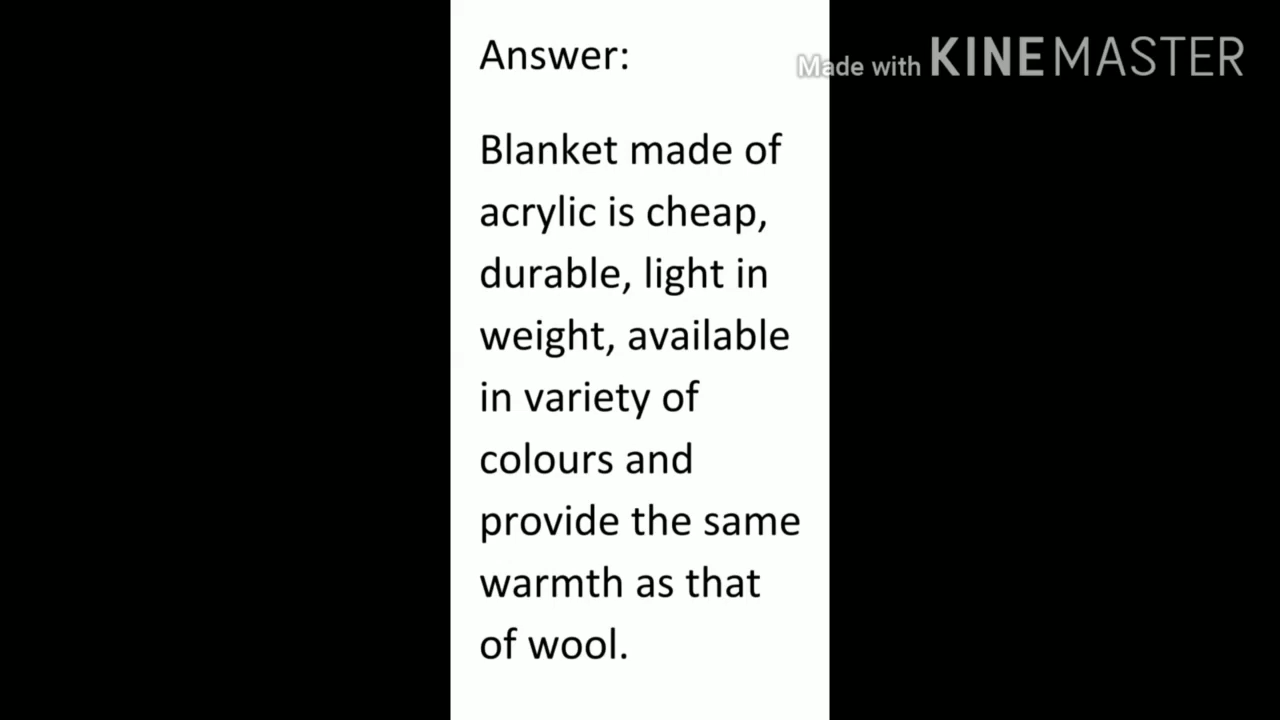 Answer:
Made with KINEMASTER
Blanket made of
acrylic is cheap,
durable, light in
weight, available
in variety of
colours and
provide the same
warmth as that
of wool.